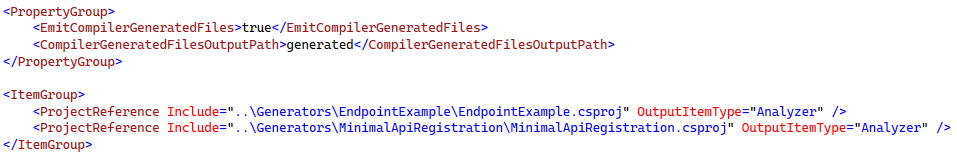 <PropertyGroup>
    <EmitCompilerGeneratedFiles>true</EmitCompilerGeneratedFiles>
    <CompilerGeneratedFilesOutputPath>generated</CompilerGeneratedFilesOutputPath>
</PropertyGroup>

<ItemGroup>
    <ProjectReference Include="..\Generators\EndpointExample\EndpointExample.csproj" OutputItemType="Analyzer" />
    <ProjectReference Include="..\Generators\MinimalApiRegistration\MinimalApiRegistration.csproj" OutputItemType="Analyzer" />
</ItemGroup>